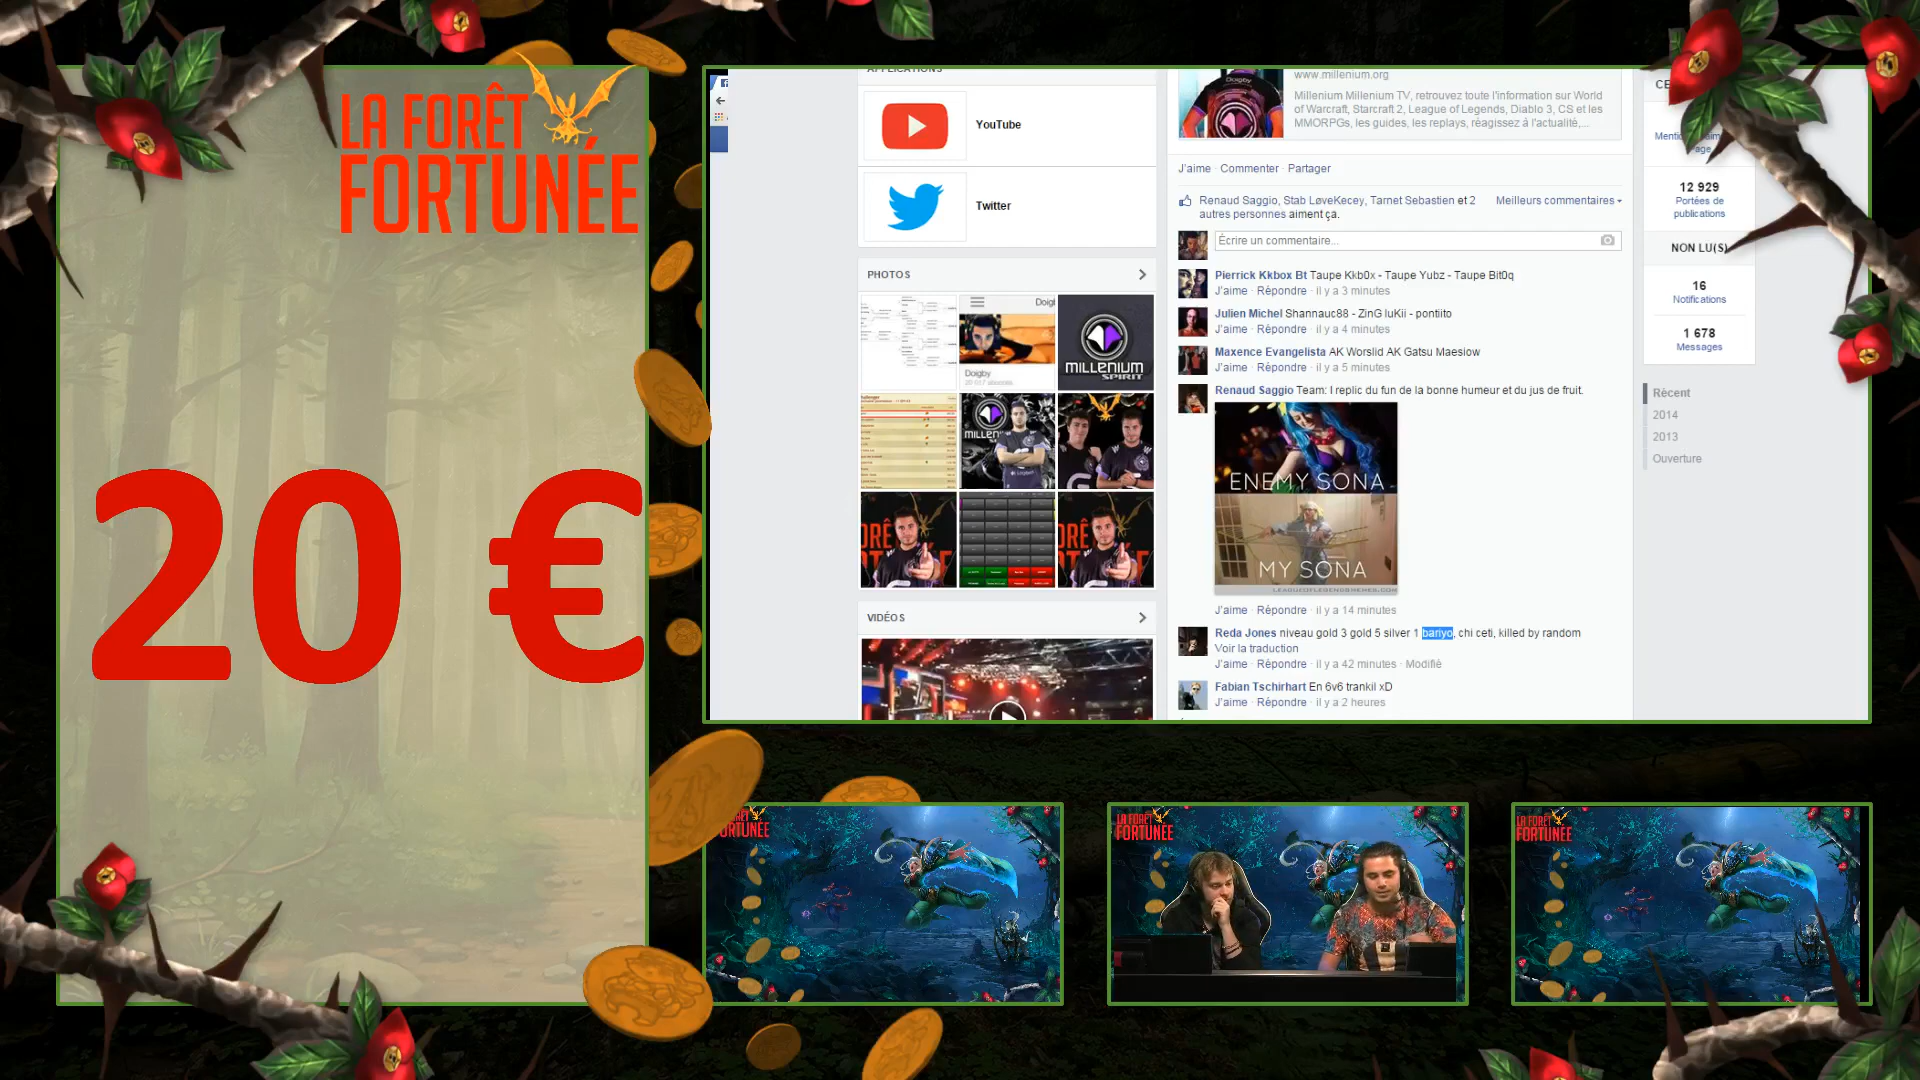 LA FORÊT
FORTUNÉE
20 €
APPLICATIONS
YouTube
Twitter
PHOTOS
Doigby
MILLENIUM
SPIRIT
VIDÉOS
www.millenium.org
Millenium Millenium TV, retrouvez toute l'information sur World
of Warcraft, Starcraft 2, League of Legends, Diablo 3, CS et les
MMORPGs, les guides, les replays, réagissez à l'actualité,...
J'aime · Commenter · Partager
Renaud Saggio, Stab LøveKecey, Tarnet Sebastien et 2
autres personnes aiment ça.
Meilleurs commentaires
Écrire un commentaire...
Pierrick Kkbox Bt Taupe Kkb0x - Taupe Yubz - Taupe Bit0q
J'aime · Répondre · il y a 3 minutes
Julien Michel Shannauc88 - ZinG luKii - pontiito
J'aime · Répondre · il y a 4 minutes
Maxence Evangelista AK Worslid AK Gatsu Maesiow
J'aime · Répondre · il y a 5 minutes
Renaud Saggio Team: I replic du fun de la bonne humeur et du jus de fruit.
ENEMY SONA
MY SONA
LEAGUEOFLEGENDSMEMES.COM
J'aime · Répondre · il y a 14 minutes
Reda Jones niveau gold 3 gold 5 silver 1 bariyo, chi ceti, killed by random
Voir la traduction
J'aime · Répondre · il y a 42 minutes · Modifié
Fabian Tschirhart En 6v6 trankil xD
J'aime · Répondre · il y a 2 heures
CE
12 929
Portées de
publications
NON LU(S)
16
Notifications
1 678
Messages
Récent
2014
2013
Ouverture
FORTUNÉE
LA FORÊT
FORTUNÉE
LA FORÊT
FORTUNÉE